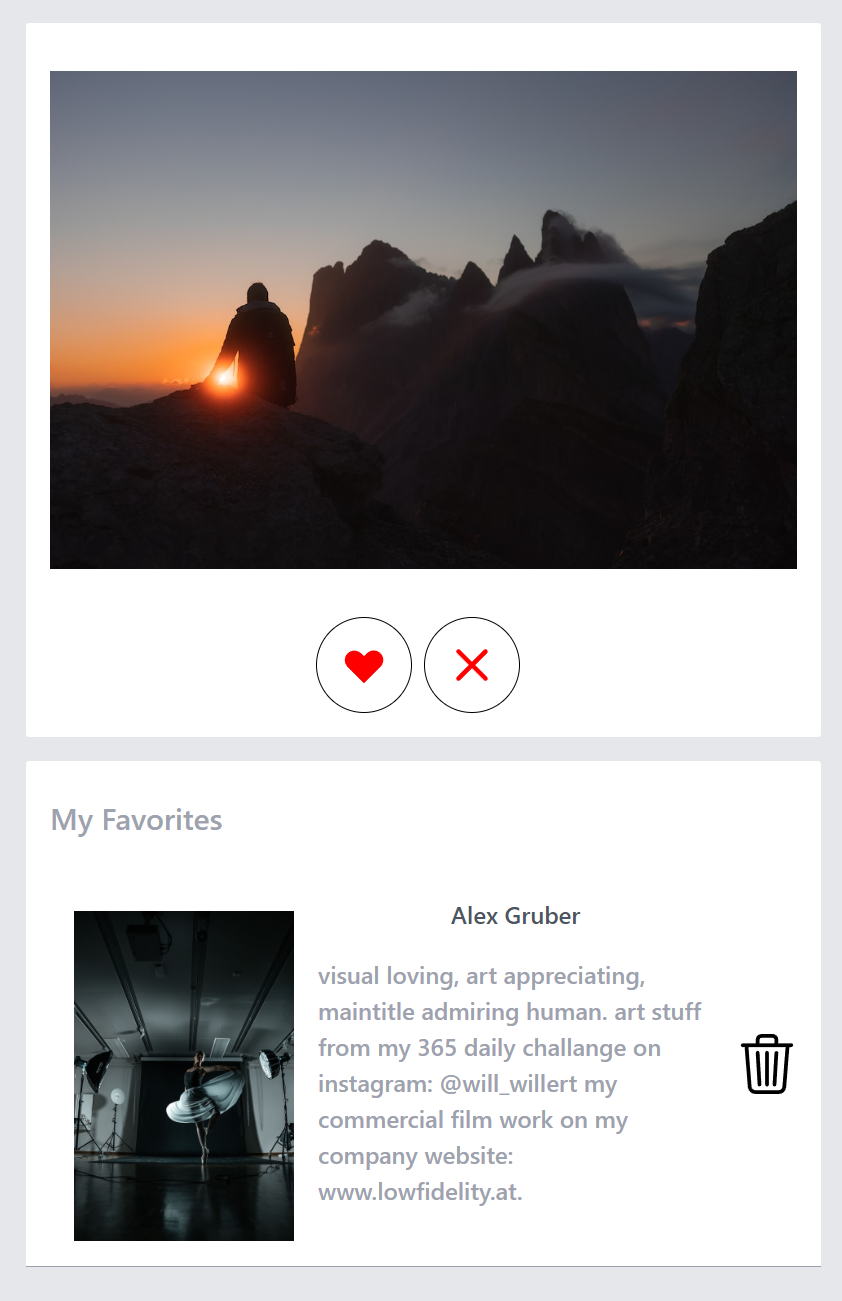 My Favorites
Alex Gruber
visual loving, art appreciating,
maintitle admiring human. art stuff
from my 365 daily challange on
instagram: @will_willert my
commercial film work on my
company website:
www.lowfidelity.at.